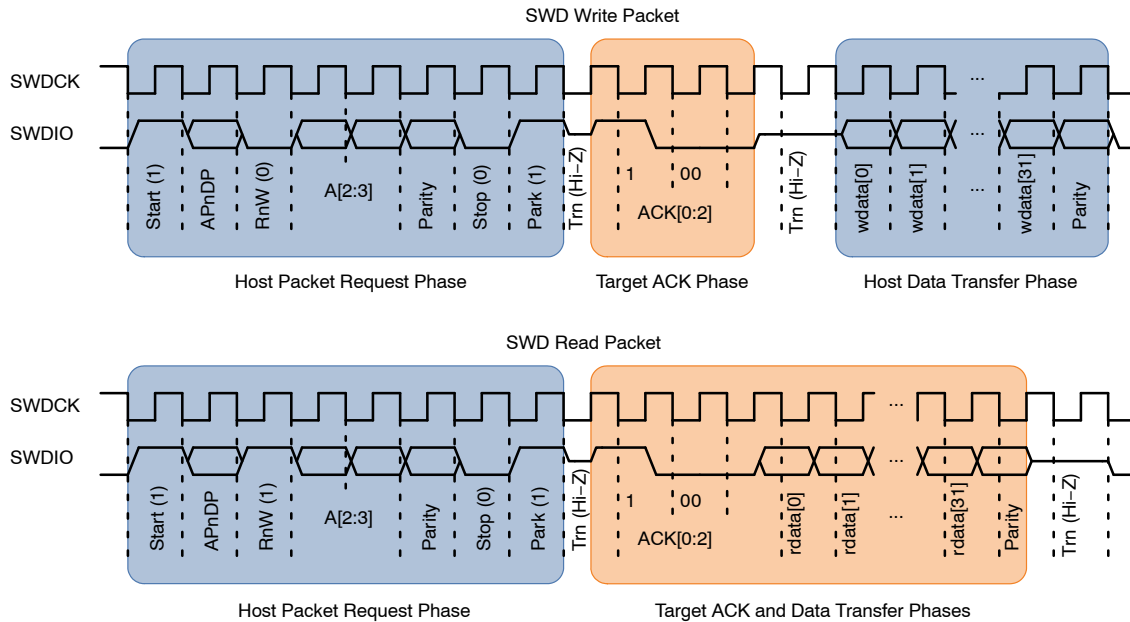 SWD Write Packet
SWDCK
...
SWDIO
...
Start (1)
APnDP
RnW (0)
A[2:3]
Parity
Stop (0)
Park (1)
Trn (Hi−Z)
1
00
ACK[0:2]
Trn (Hi−Z)
wdata[0]
wdata[1]
...
wdata[31]
Parity
Host Packet Request Phase
Target ACK Phase
Host Data Transfer Phase
SWD Read Packet
SWDCK
...
SWDIO
...
Start (1)
APnDP
RnW (1)
A[2:3]
Parity
Stop (0)
Park (1)
Trn (Hi−Z)
1
00
ACK[0:2]
rdata[0]
rdata[1]
...
rdata[31]
Parity
Trn (Hi−Z)
Host Packet Request Phase
Target ACK and Data Transfer Phases